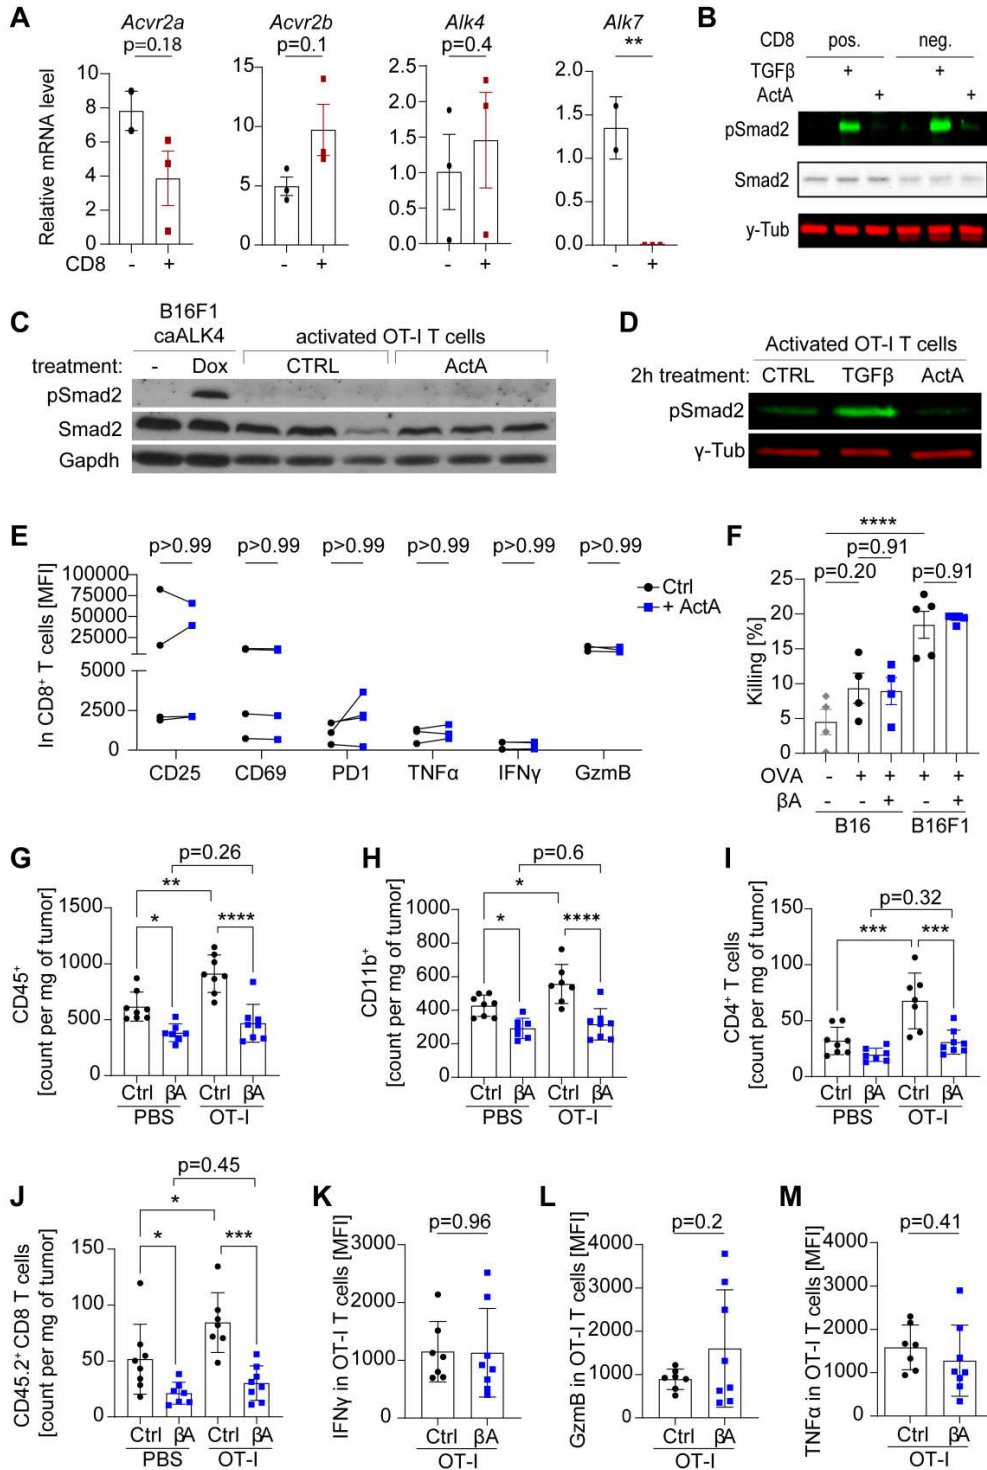 A
Acvr2a
p=0.18
Acvr2b
p=0.1
Alk4
p=0.4
Alk7
**
Relative mRNA level
10
8
6
4
2
0
15
10
5
0
2.5
2.0
1.5
1.0
0.5
0.0
2.0
1.5
1.0
0.5
0.0
CD8 - + - + - + - +
B
CD8 pos. neg.
TGFβ + +
ActA + +
pSmad2
Smad2
γ-Tub
C
B16F1
caALK4 activated OT-I T cells
treatment: - Dox CTRL ActA
pSmad2
Smad2
Gapdh
D
Activated OT-I T cells
2h treatment: CTRL TGFβ ActA
pSmad2
γ-Tub
E
p>0.99 p>0.99 p>0.99 p>0.99 p>0.99 p>0.99
In CD8⁺ T cells [MFI]
100000
75000
50000
25000
5000
2500
0
Ctrl
+ ActA
CD25 CD69 PD1 TNFα IFNγ GzmB
F
****
p=0.91
p=0.20 p=0.91
Killing [%]
25
20
15
10
5
0
OVA - + + + +
βA - - + - +
B16 B16F1
G
p=0.26
**
* ****
CD45⁺
[count per mg of tumor]
1500
1000
500
0
Ctrl βA Ctrl βA
PBS OT-I
H
p=0.6
*
* ****
CD11b⁺
[count per mg of tumor]
1000
800
600
400
200
0
Ctrl βA Ctrl βA
PBS OT-I
I
p=0.32
*** ***
CD4⁺ T cells
[count per mg of tumor]
150
100
50
0
Ctrl βA Ctrl βA
PBS OT-I
J
p=0.45
*
* ***
CD45.2⁺ CD8 T cells
[count per mg of tumor]
150
100
50
0
Ctrl βA Ctrl βA
PBS OT-I
K
p=0.96
IFNγ in OT-I T cells [MFI]
3000
2000
1000
0
Ctrl βA
OT-I
L
p=0.2
GzmB in OT-I T cells [MFI]
4000
3000
2000
1000
0
Ctrl βA
OT-I
M
p=0.41
TNFα in OT-I T cells [MFI]
4000
3000
2000
1000
0
Ctrl βA
OT-I